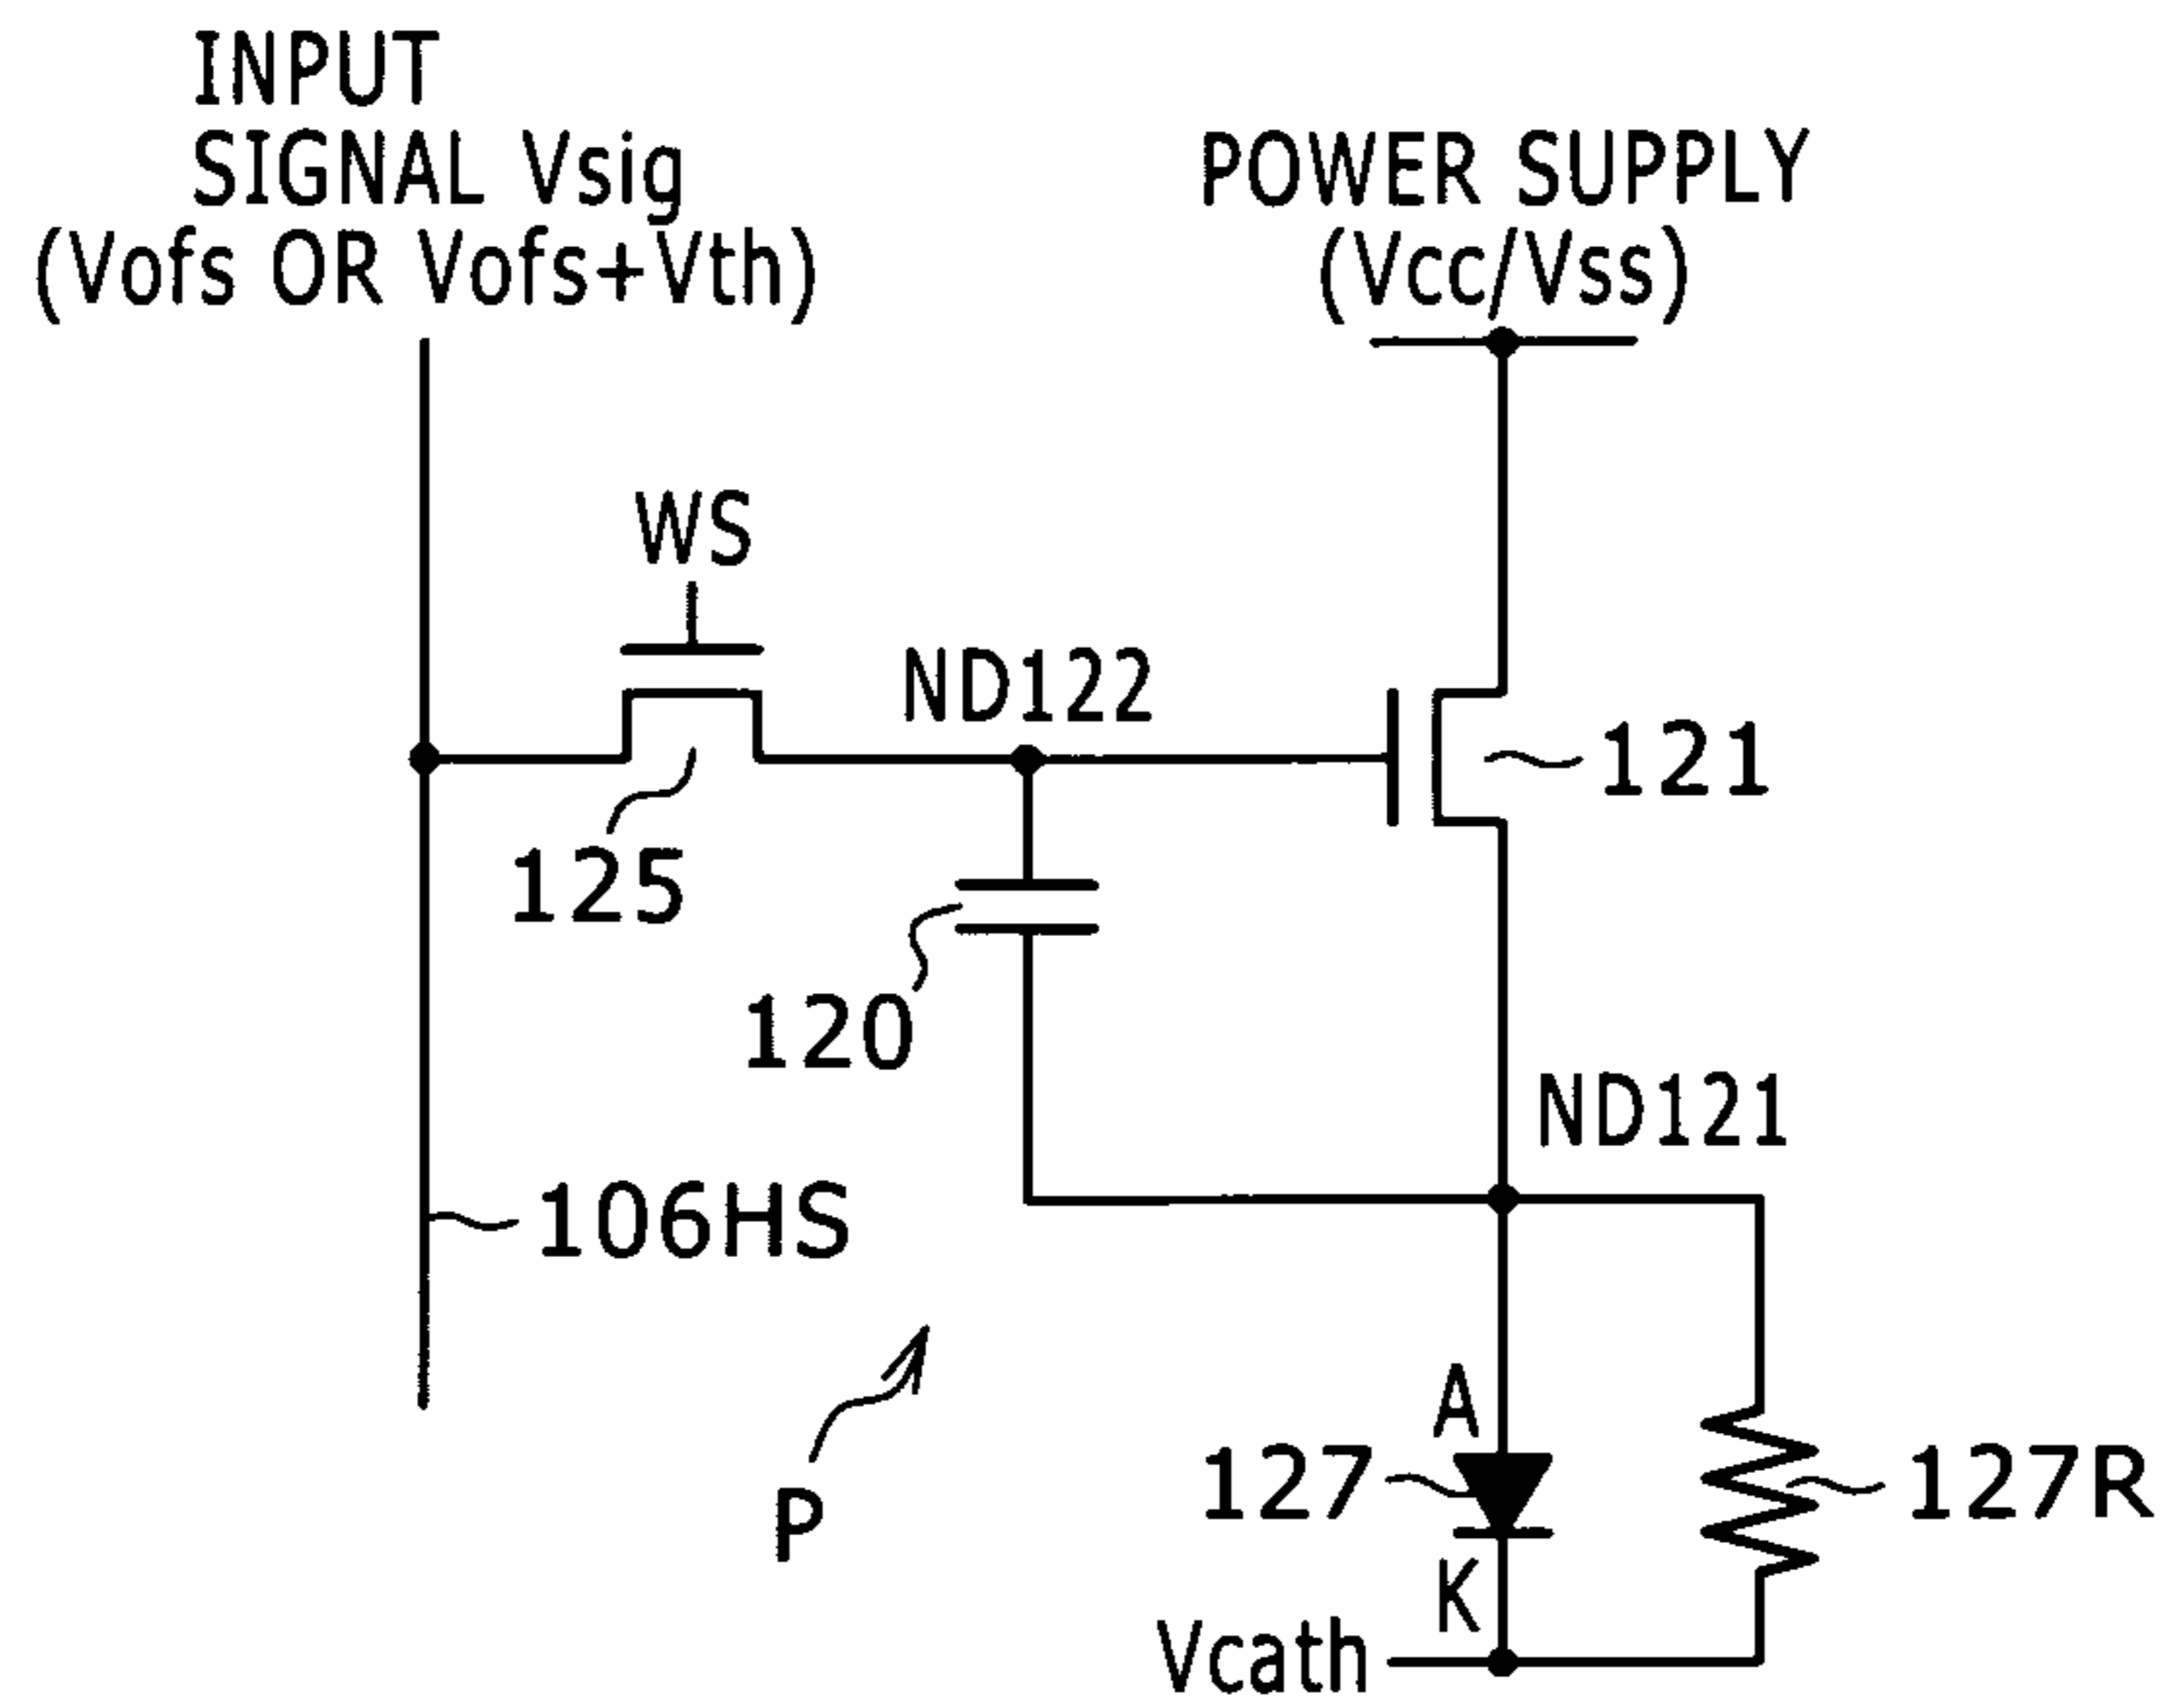 INPUT
SIGNAL Vsig
(Vofs OR Vofs+Vth)
POWER SUPPLY
(Vcc/Vss)
WS
ND122
121
125
120
ND121
106HS
A
127
127R
P
K
Vcath